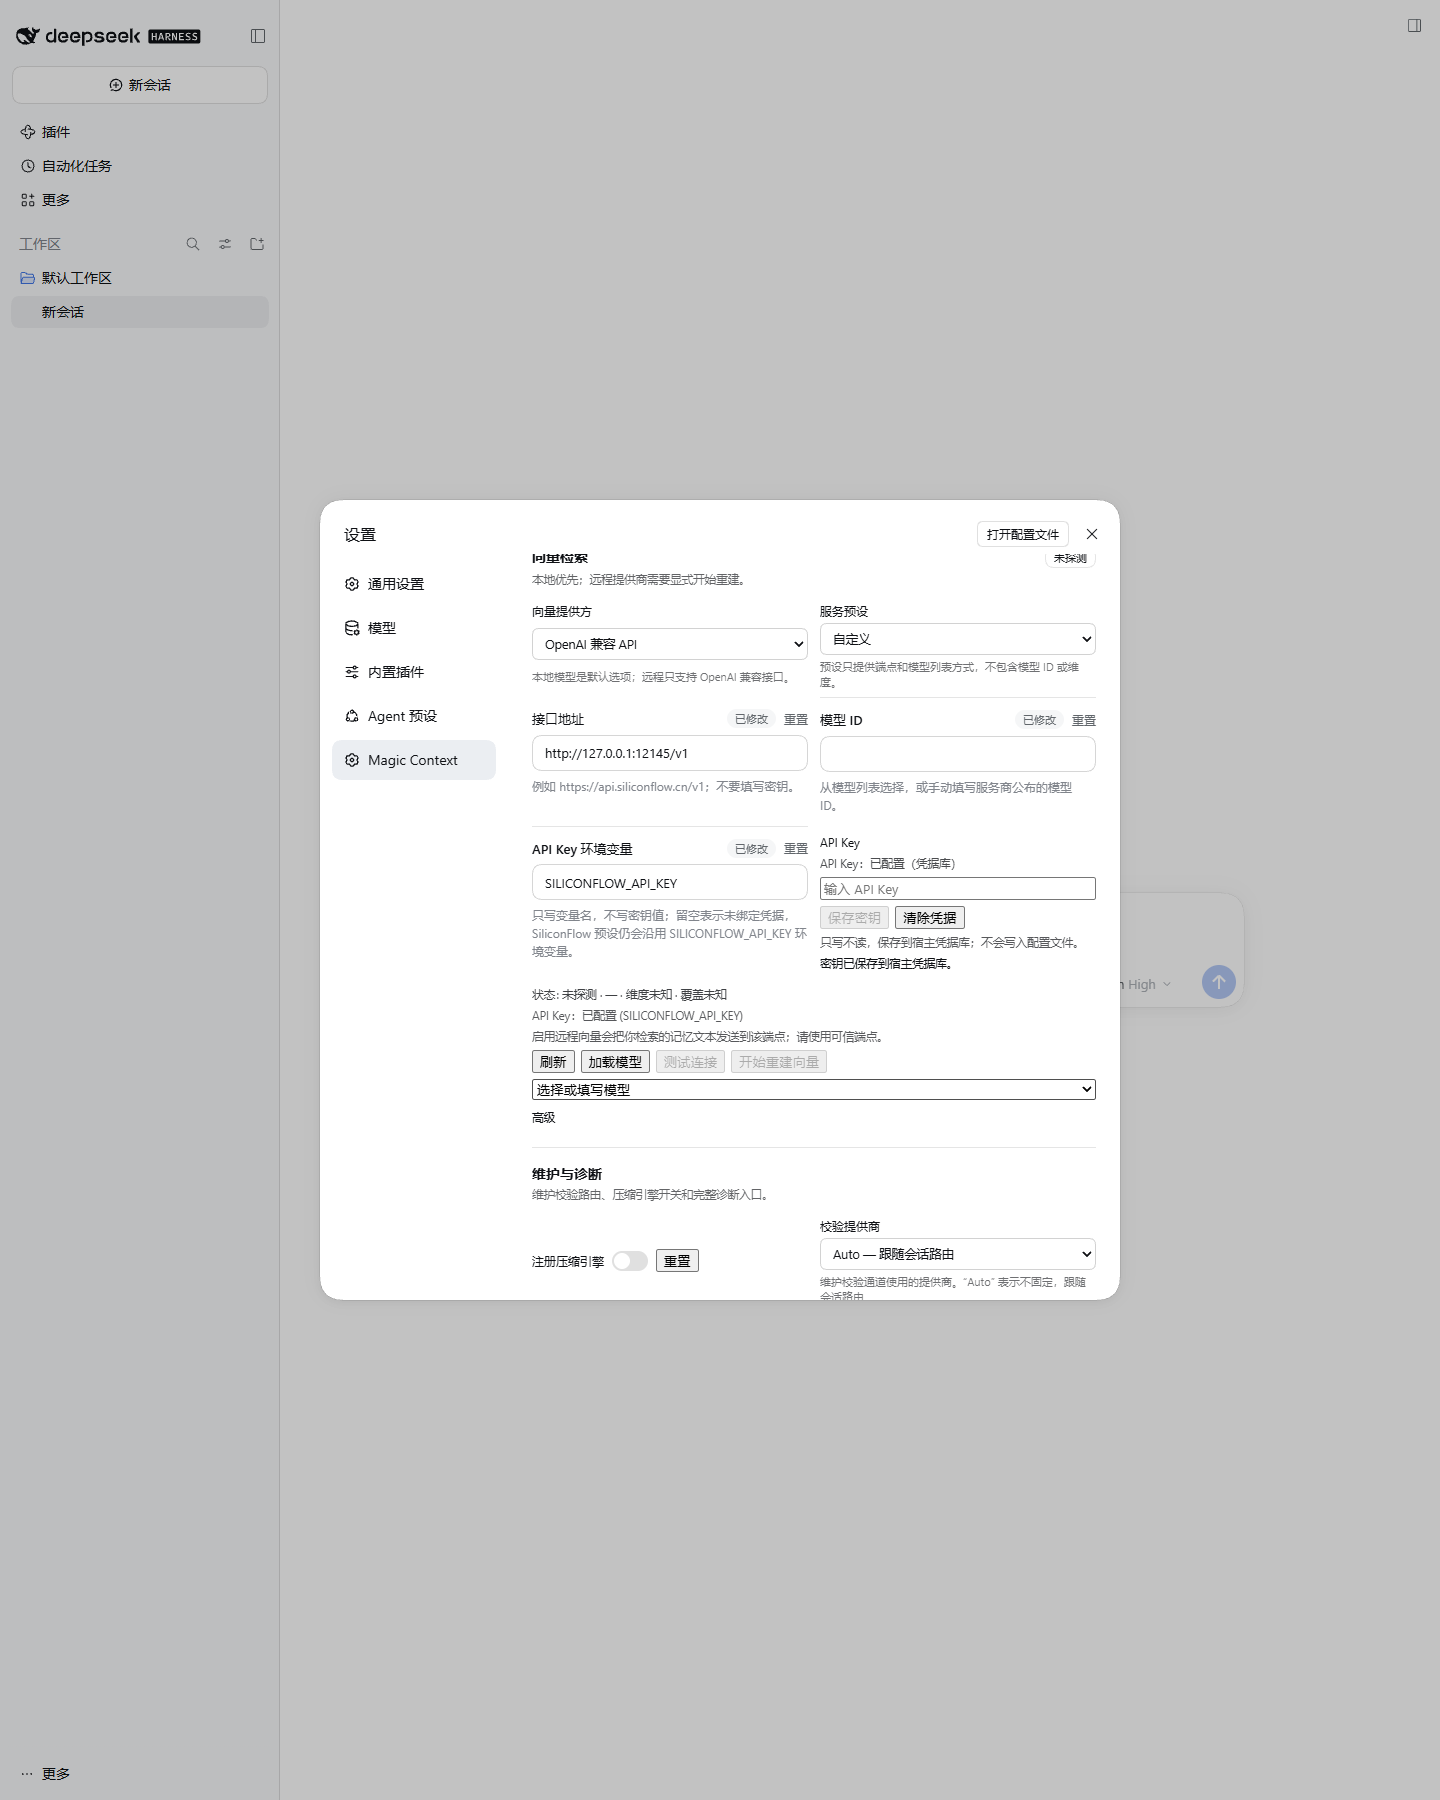 deepseek HARNESS
新会话
插件
自动化任务
更多
工作区
默认工作区
新会话
设置
打开配置文件
通用设置
模型
内置插件
Agent 预设
Magic Context
向量检索
未探测
本地优先；远程提供商需要显式开始重建。
向量提供方
OpenAI 兼容 API
本地模型是默认选项；远程只支持 OpenAI 兼容接口。
服务预设
自定义
预设只提供端点和模型列表方式，不包含模型 ID 或维
度。
接口地址
已修改
重置
http://127.0.0.1:12145/v1
例如 https://api.siliconflow.cn/v1；不要填写密钥。
模型 ID
已修改
重置
从模型列表选择，或手动填写服务商公布的模型
ID。
API Key 环境变量
已修改
重置
SILICONFLOW_API_KEY
只写变量名，不写密钥值；留空表示未绑定凭据，
SiliconFlow 预设仍会沿用 SILICONFLOW_API_KEY 环
境变量。
API Key
API Key：已配置（凭据库）
输入 API Key
保存密钥
清除凭据
只写不读，保存到宿主凭据库；不会写入配置文件。
密钥已保存到宿主凭据库。
状态: 未探测 · — · 维度未知 · 覆盖未知
API Key：已配置 (SILICONFLOW_API_KEY)
启用远程向量会把你检索的记忆文本发送到该端点；请使用可信端点。
刷新
加载模型
测试连接
开始重建向量
选择或填写模型
高级
维护与诊断
维护校验路由、压缩引擎开关和完整诊断入口。
注册压缩引擎
重置
校验提供商
Auto — 跟随会话路由
维护校验通道使用的提供商。“Auto” 表示不固定，跟随
会话路由
High
更多